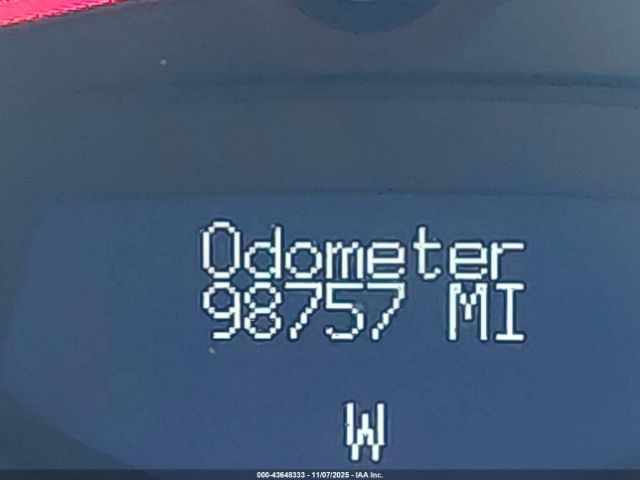 Odometer
98757 MI
W
000-43648333 - 11/07/2025 - IAA Inc.